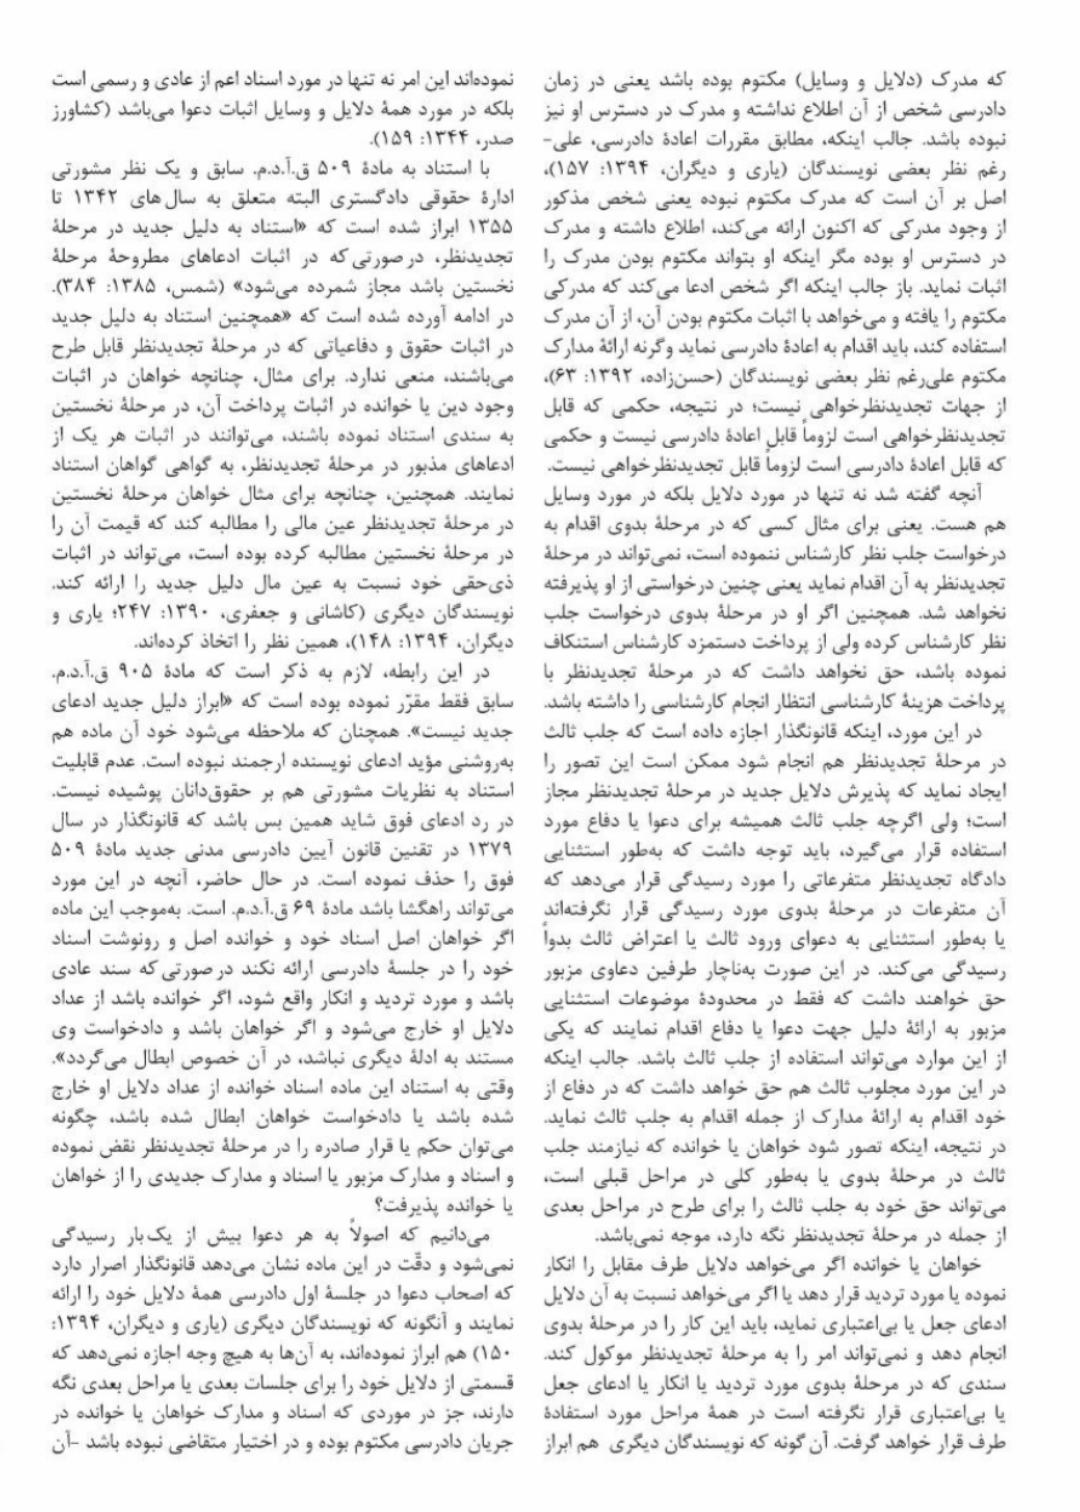 که مدرک (دلایل و وسایل) مکتوم بوده باشد یعنی در زمان
دادرسی شخص از آن اطلاع نداشته و مدرک در دسترس او نیز
نبوده باشد. جالب اینکه، مطابق مقررات اعادهٔ دادرسی، علی-
رغم نظر بعضی نویسندگان (یاری و دیگران، ۱۳۹۴: ۱۵۷)،
اصل بر آن است که مدرک مکتوم نبوده یعنی شخص مذکور
از وجود مدرکی که اکنون ارائه می‌کند، اطلاع داشته و مدرک
در دسترس او بوده مگر اینکه او بتواند مکتوم بودن مدرک را
اثبات نماید. باز جالب اینکه اگر شخص ادعا می‌کند که مدرکی
مکتوم را یافته و می‌خواهد با اثبات مکتوم بودن آن، از آن مدرک
استفاده کند، باید اقدام به اعادهٔ دادرسی نماید وگرنه ارائهٔ مدارک
مکتوم علی‌رغم نظر بعضی نویسندگان (حسن‌زاده، ۱۳۹۲: ۶۳)،
از جهات تجدیدنظرخواهی نیست؛ در نتیجه، حکمی که قابل
تجدیدنظرخواهی است لزوماً قابل اعادهٔ دادرسی نیست و حکمی
که قابل اعادهٔ دادرسی است لزوماً قابل تجدیدنظرخواهی نیست.
آنچه گفته شد نه تنها در مورد دلایل بلکه در مورد وسایل
هم هست. یعنی برای مثال کسی که در مرحلهٔ بدوی اقدام به
درخواست جلب نظر کارشناس ننموده است، نمی‌تواند در مرحلهٔ
تجدیدنظر به آن اقدام نماید یعنی چنین درخواستی از او پذیرفته
نخواهد شد. همچنین اگر او در مرحلهٔ بدوی درخواست جلب
نظر کارشناس کرده ولی از پرداخت دستمزد کارشناس استنکاف
نموده باشد، حق نخواهد داشت که در مرحلهٔ تجدیدنظر با
پرداخت هزینهٔ کارشناسی انتظار انجام کارشناسی را داشته باشد.
در این مورد، اینکه قانونگذار اجازه داده است که جلب ثالث
در مرحلهٔ تجدیدنظر هم انجام شود ممکن است این تصور را
ایجاد نماید که پذیرش دلایل جدید در مرحلهٔ تجدیدنظر مجاز
است؛ ولی اگرچه جلب ثالث همیشه برای دعوا یا دفاع مورد
استفاده قرار می‌گیرد، باید توجه داشت که به‌طور استثنایی
دادگاه تجدیدنظر متفرعاتی را مورد رسیدگی قرار می‌دهد که
آن متفرعات در مرحلهٔ بدوی مورد رسیدگی قرار نگرفته‌اند
یا به‌طور استثنایی به دعوای ورود ثالث یا اعتراض ثالث بدواً
رسیدگی می‌کند. در این صورت به‌ناچار طرفین دعاوی مزبور
حق خواهند داشت که فقط در محدودهٔ موضوعات استثنایی
مزبور به ارائهٔ دلیل جهت دعوا یا دفاع اقدام نمایند که یکی
از این موارد می‌تواند استفاده از جلب ثالث باشد. جالب اینکه
در این مورد مجلوب ثالث هم حق خواهد داشت که در دفاع از
خود اقدام به ارائهٔ مدارک از جمله اقدام به جلب ثالث نماید.
در نتیجه، اینکه تصور شود خواهان یا خوانده که نیازمند جلب
ثالث در مرحلهٔ بدوی یا به‌طور کلی در مراحل قبلی است،
می‌تواند حق خود به جلب ثالث را برای طرح در مراحل بعدی
از جمله در مرحلهٔ تجدیدنظر نگه دارد، موجه نمی‌باشد.
خواهان یا خوانده اگر می‌خواهد دلایل طرف مقابل را انکار
نموده یا مورد تردید قرار دهد یا اگر می‌خواهد نسبت به آن دلایل
ادعای جعل یا بی‌اعتباری نماید، باید این کار را در مرحلهٔ بدوی
انجام دهد و نمی‌تواند امر را به مرحلهٔ تجدیدنظر موکول کند.
سندی که در مرحلهٔ بدوی مورد تردید یا انکار یا ادعای جعل
یا بی‌اعتباری قرار نگرفته است در همهٔ مراحل مورد استفادهٔ
طرف قرار خواهد گرفت. آن گونه که نویسندگان دیگری هم ابراز
نموده‌اند این امر نه تنها در مورد اسناد اعم از عادی و رسمی است
بلکه در مورد همهٔ دلایل و وسایل اثبات دعوا می‌باشد (کشاورز
صدر، ۱۳۴۴: ۱۵۹).
با استناد به مادهٔ ۵۰۹ ق.آ.د.م. سابق و یک نظر مشورتی
ادارهٔ حقوقی دادگستری البته متعلق به سال‌های ۱۳۴۲ تا
۱۳۵۵ ابراز شده است که «استناد به دلیل جدید در مرحلهٔ
تجدیدنظر، درصورتی‌که در اثبات ادعاهای مطروحهٔ مرحلهٔ
نخستین باشد مجاز شمرده می‌شود» (شمس، ۱۳۸۵: ۳۸۴).
در ادامه آورده شده است که «همچنین استناد به دلیل جدید
در اثبات حقوق و دفاعیاتی که در مرحلهٔ تجدیدنظر قابل طرح
می‌باشند، منعی ندارد. برای مثال، چنانچه خواهان در اثبات
وجود دین یا خوانده در اثبات پرداخت آن، در مرحلهٔ نخستین
به سندی استناد نموده باشند، می‌توانند در اثبات هر یک از
ادعاهای مذبور در مرحلهٔ تجدیدنظر، به گواهی گواهان استناد
نمایند. همچنین، چنانچه برای مثال خواهان مرحلهٔ نخستین
در مرحلهٔ تجدیدنظر عین مالی را مطالبه کند که قیمت آن را
در مرحلهٔ نخستین مطالبه کرده بوده است، می‌تواند در اثبات
ذی‌حقی خود نسبت به عین مال دلیل جدید را ارائه کند.
نویسندگان دیگری (کاشانی و جعفری، ۱۳۹۰: ۲۴۷؛ یاری و
دیگران، ۱۳۹۴: ۱۴۸)، همین نظر را اتخاذ کرده‌اند.
در این رابطه، لازم به ذکر است که مادهٔ ۹۰۵ ق.آ.د.م.
سابق فقط مقرّر نموده بوده است که «ابراز دلیل جدید ادعای
جدید نیست». همچنان که ملاحظه می‌شود خود آن ماده هم
به‌روشنی مؤید ادعای نویسنده ارجمند نبوده است. عدم قابلیت
استناد به نظریات مشورتی هم بر حقوق‌دانان پوشیده نیست.
در رد ادعای فوق شاید همین بس باشد که قانونگذار در سال
۱۳۷۹ در تقنین قانون آیین دادرسی مدنی جدید مادهٔ ۵۰۹
فوق را حذف نموده است. در حال حاضر، آنچه در این مورد
می‌تواند راهگشا باشد مادهٔ ۶۹ ق.آ.د.م. است. به‌موجب این ماده
اگر خواهان اصل اسناد خود و خوانده اصل و رونوشت اسناد
خود را در جلسهٔ دادرسی ارائه نکند درصورتی‌که سند عادی
باشد و مورد تردید و انکار واقع شود، اگر خوانده باشد از عداد
دلایل او خارج می‌شود و اگر خواهان باشد و دادخواست وی
مستند به ادلهٔ دیگری نباشد، در آن خصوص ابطال می‌گردد».
وقتی به استناد این ماده اسناد خوانده از عداد دلایل او خارج
شده باشد یا دادخواست خواهان ابطال شده باشد، چگونه
می‌توان حکم یا قرار صادره را در مرحلهٔ تجدیدنظر نقض نموده
و اسناد و مدارک مزبور یا اسناد و مدارک جدیدی را از خواهان
یا خوانده پذیرفت؟
می‌دانیم که اصولاً به هر دعوا بیش از یک‌بار رسیدگی
نمی‌شود و دقّت در این ماده نشان می‌دهد قانونگذار اصرار دارد
که اصحاب دعوا در جلسهٔ اول دادرسی همهٔ دلایل خود را ارائه
نمایند و آنگونه که نویسندگان دیگری (یاری و دیگران، ۱۳۹۴:
۱۵۰) هم ابراز نموده‌اند، به آن‌ها به هیچ وجه اجازه نمی‌دهد که
قسمتی از دلایل خود را برای جلسات بعدی یا مراحل بعدی نگه
دارند، جز در موردی که اسناد و مدارک خواهان یا خوانده در
جریان دادرسی مکتوم بوده و در اختیار متقاضی نبوده باشد -آن